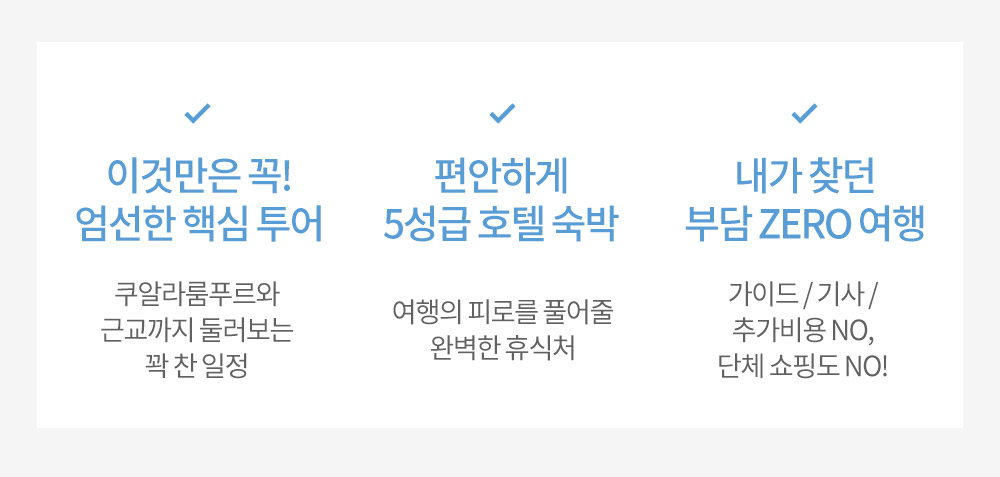 이것만은 꼭!
엄선한 핵심 투어
쿠알라룸푸르와
근교까지 둘러보는
꽉 찬 일정
편안하게
5성급 호텔 숙박
여행의 피로를 풀어줄
완벽한 휴식처
내가 찾던
부담 ZERO 여행
가이드 / 기사 /
추가비용 NO,
단체 쇼핑도 NO!